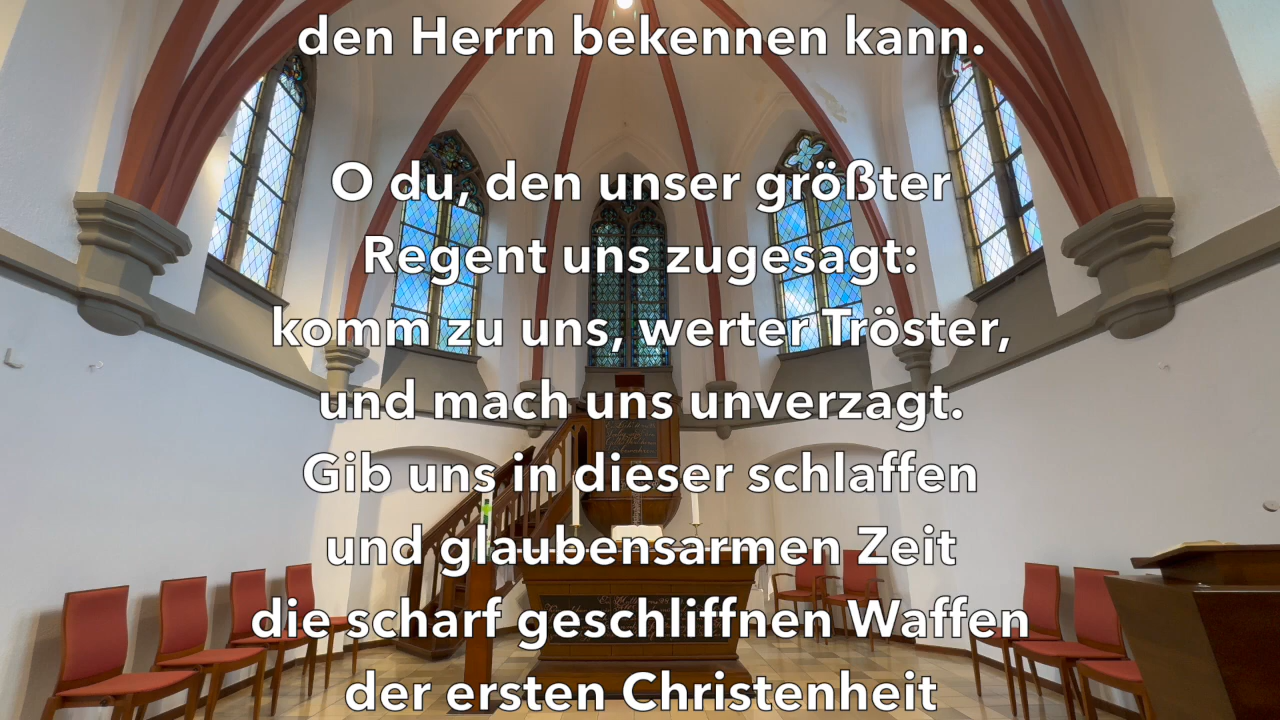 den Herrn bekennen kann.
O du, den unser größter
Regent uns zugesagt:
komm zu uns, werter Tröster,
und mach uns unverzagt.
Gib uns in dieser schlaffen
und glaubensarmen Zeit
die scharf geschliffnen Waffen
der ersten Christenheit